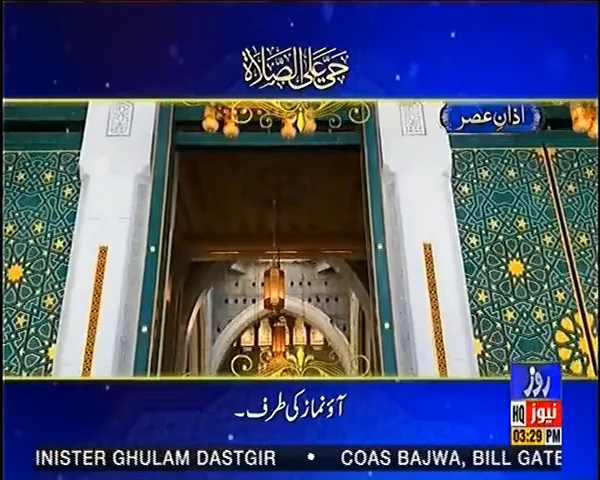 حَيَّ عَلَى الصَّلَاة
اذانِ عصر
آؤ نماز کی طرف۔
روز
HQ نیوز
03:29 PM
INISTER GHULAM DASTGIR • COAS BAJWA, BILL GATE